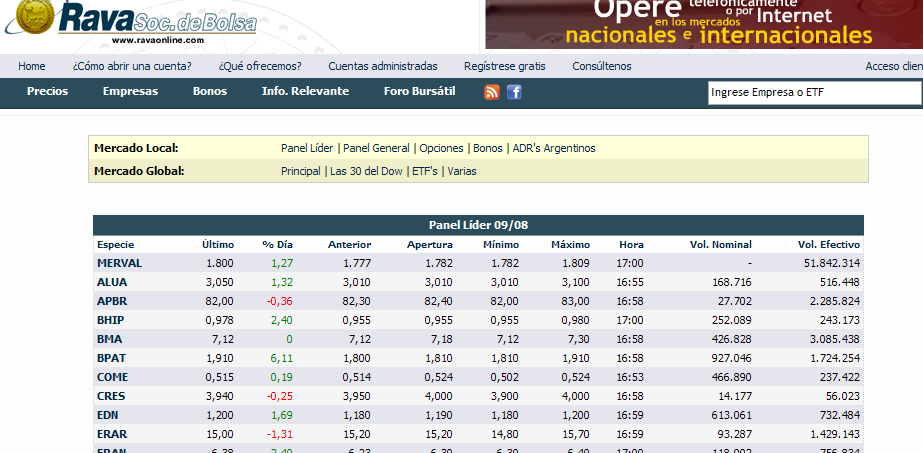 Rava Soc.de Bolsa
www.ravaonline.com
Opere telefónicamente
o por Internet
en los mercados
nacionales e internacionales
Home ¿Cómo abrir una cuenta? ¿Qué ofrecemos? Cuentas administradas Regístrese gratis Consúltenos Acceso clien
Precios Empresas Bonos Info. Relevante Foro Bursátil Ingrese Empresa o ETF
Mercado Local: Panel Líder | Panel General | Opciones | Bonos | ADR's Argentinos
Mercado Global: Principal | Las 30 del Dow | ETF's | Varias
Panel Líder 09/08
Especie Último % Día Anterior Apertura Mínimo Máximo Hora Vol. Nominal Vol. Efectivo
MERVAL 1.800 1,27 1.777 1.782 1.782 1.809 17:00 - 51.842.314
ALUA 3,050 1,32 3,010 3,010 3,010 3,100 16:55 168.716 516.448
APBR 82,00 -0,36 82,30 82,40 82,00 83,00 16:58 27.702 2.285.824
BHIP 0,978 2,40 0,955 0,955 0,955 0,980 17:00 252.089 243.173
BMA 7,12 0 7,12 7,18 7,12 7,30 16:58 426.828 3.085.438
BPAT 1,910 6,11 1,800 1,810 1,810 1,910 16:58 927.046 1.724.254
COME 0,515 0,19 0,514 0,524 0,502 0,524 16:53 466.890 237.422
CRES 3,940 -0,25 3,950 4,000 3,900 4,000 16:58 14.177 56.023
EDN 1,200 1,69 1,180 1,190 1,180 1,200 16:59 613.061 732.484
ERAR 15,00 -1,31 15,20 15,20 14,80 15,70 16:59 93.287 1.429.143